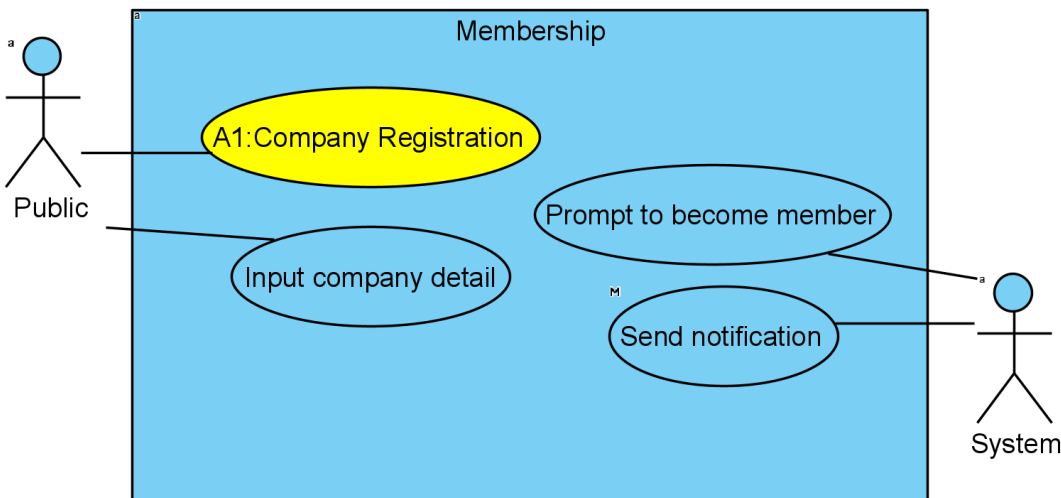 a
Membership
a
A1:Company Registration
Public
Prompt to become member
Input company detail
a
M
Send notification
System